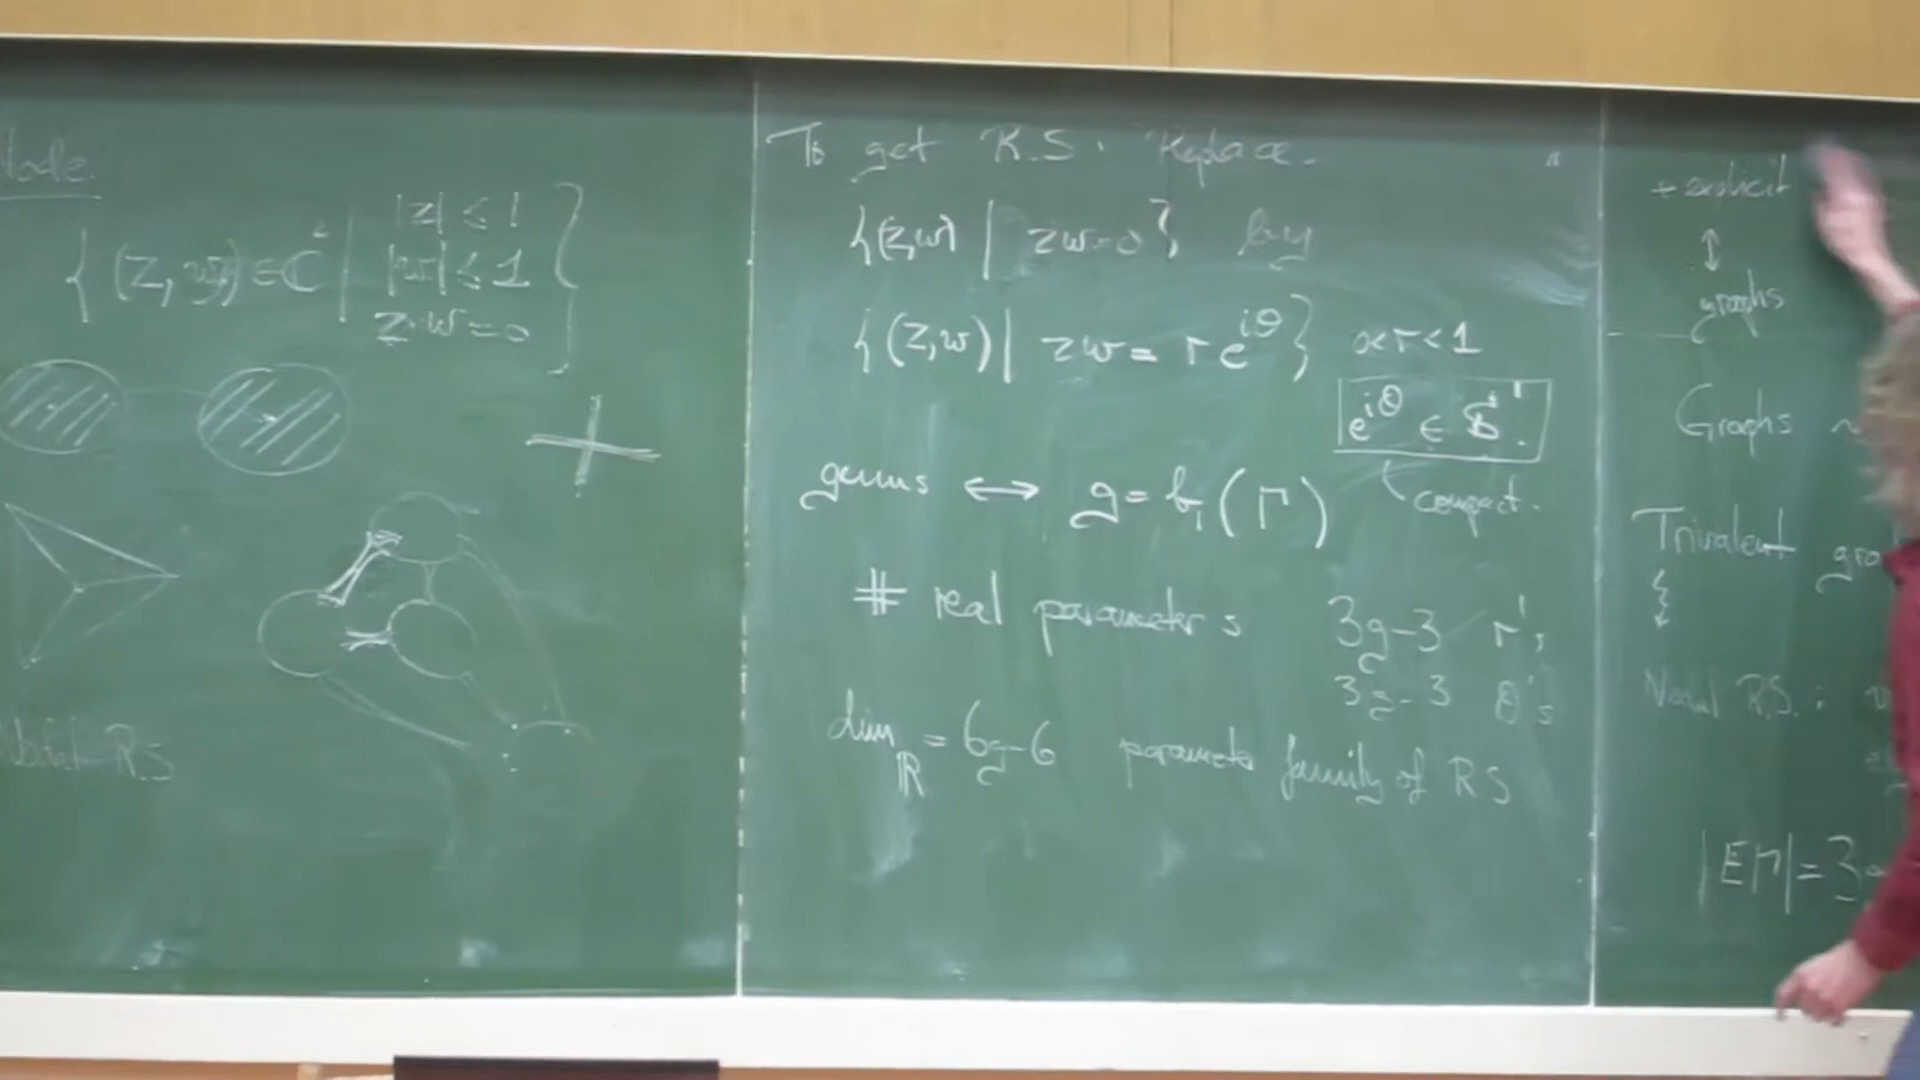 Node.
{(z, w) ∈ ℂ² |
|z| ≤ 1
|w| ≤ 1
z·w = 0 }
Nodal R.S
To get R.S. Replace.
{(z,w) | zw=0} by
{(z,w) | zw = re^{iθ}} 0<r<1
e^{iθ} ∈ S¹.
compact.
genus ↔ g = b₁(Γ)
# real parameters 3g-3 r's
3g-3 θ's
dim_ℝ = 6g-6 parameter family of RS
+ explicit
↕
graphs
Graphs ~
Trivalent gra
Nodal R.S. :
|EΓ| = 3g